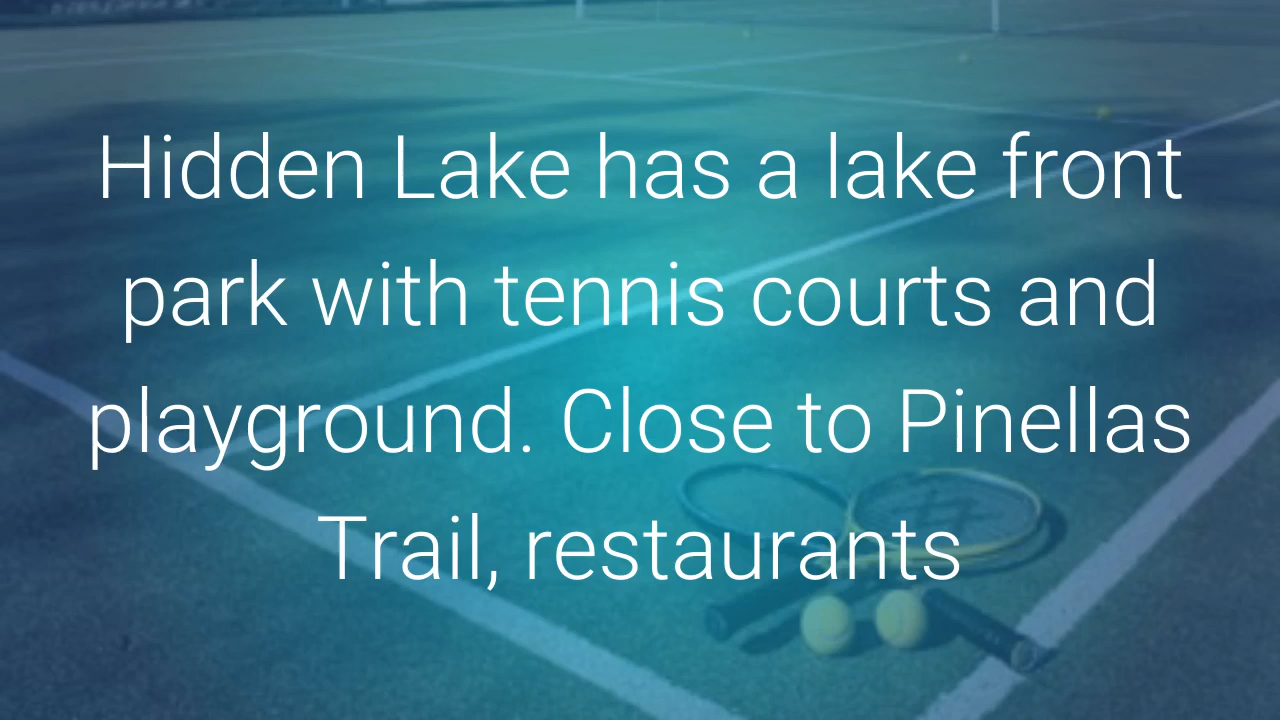 Hidden Lake has a lake front
park with tennis courts and
playground. Close to Pinellas
Trail, restaurants